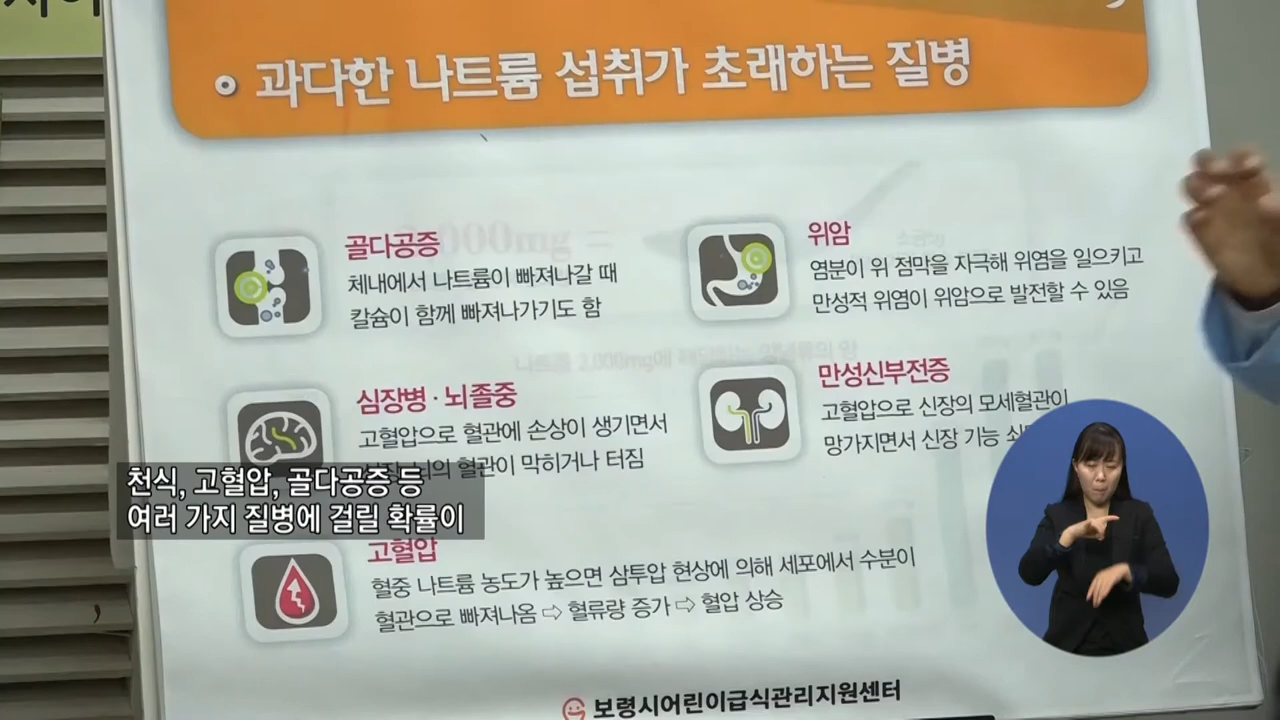 과다한 나트륨 섭취가 초래하는 질병
골다공증
체내에서 나트륨이 빠져나갈 때
칼슘이 함께 빠져나가기도 함
위암
염분이 위 점막을 자극해 위염을 일으키고
만성적 위염이 위암으로 발전할 수 있음
심장병·뇌졸중
고혈압으로 혈관에 손상이 생기면서
혈관이 막히거나 터짐
만성신부전증
고혈압으로 신장의 모세혈관이
망가지면서 신장 기능
천식, 고혈압, 골다공증 등
여러 가지 질병에 걸릴 확률이
고혈압
혈중 나트륨 농도가 높으면 삼투압 현상에 의해 세포에서 수분이
혈관으로 빠져나옴 ⇨ 혈류량 증가 ⇨ 혈압 상승
보령시어린이급식관리지원센터